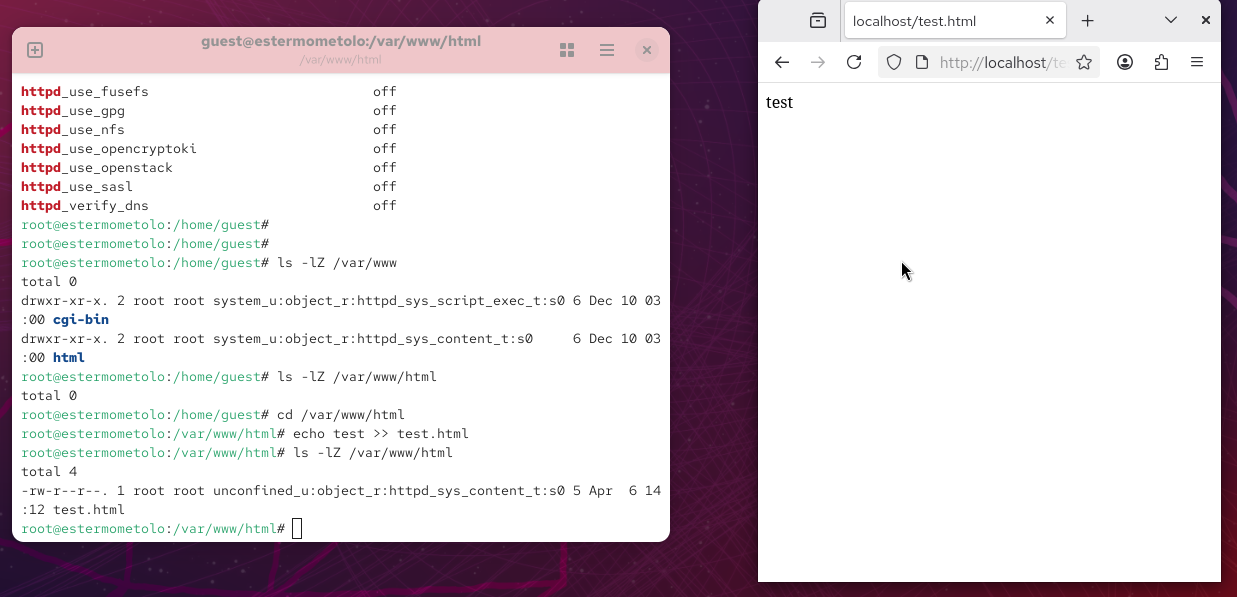 guest@estermometolo:/var/www/html
/var/www/html
httpd_use_fusefs off
httpd_use_gpg off
httpd_use_nfs off
httpd_use_opencryptoki off
httpd_use_openstack off
httpd_use_sasl off
httpd_verify_dns off
root@estermometolo:/home/guest#
root@estermometolo:/home/guest#
root@estermometolo:/home/guest# ls -lZ /var/www
total 0
drwxr-xr-x. 2 root root system_u:object_r:httpd_sys_script_exec_t:s0 6 Dec 10 03
:00 cgi-bin
drwxr-xr-x. 2 root root system_u:object_r:httpd_sys_content_t:s0 6 Dec 10 03
:00 html
root@estermometolo:/home/guest# ls -lZ /var/www/html
total 0
root@estermometolo:/home/guest# cd /var/www/html
root@estermometolo:/var/www/html# echo test >> test.html
root@estermometolo:/var/www/html# ls -lZ /var/www/html
total 4
-rw-r--r--. 1 root root unconfined_u:object_r:httpd_sys_content_t:s0 5 Apr 6 14
:12 test.html
root@estermometolo:/var/www/html#
localhost/test.html
http://localhost/te
test